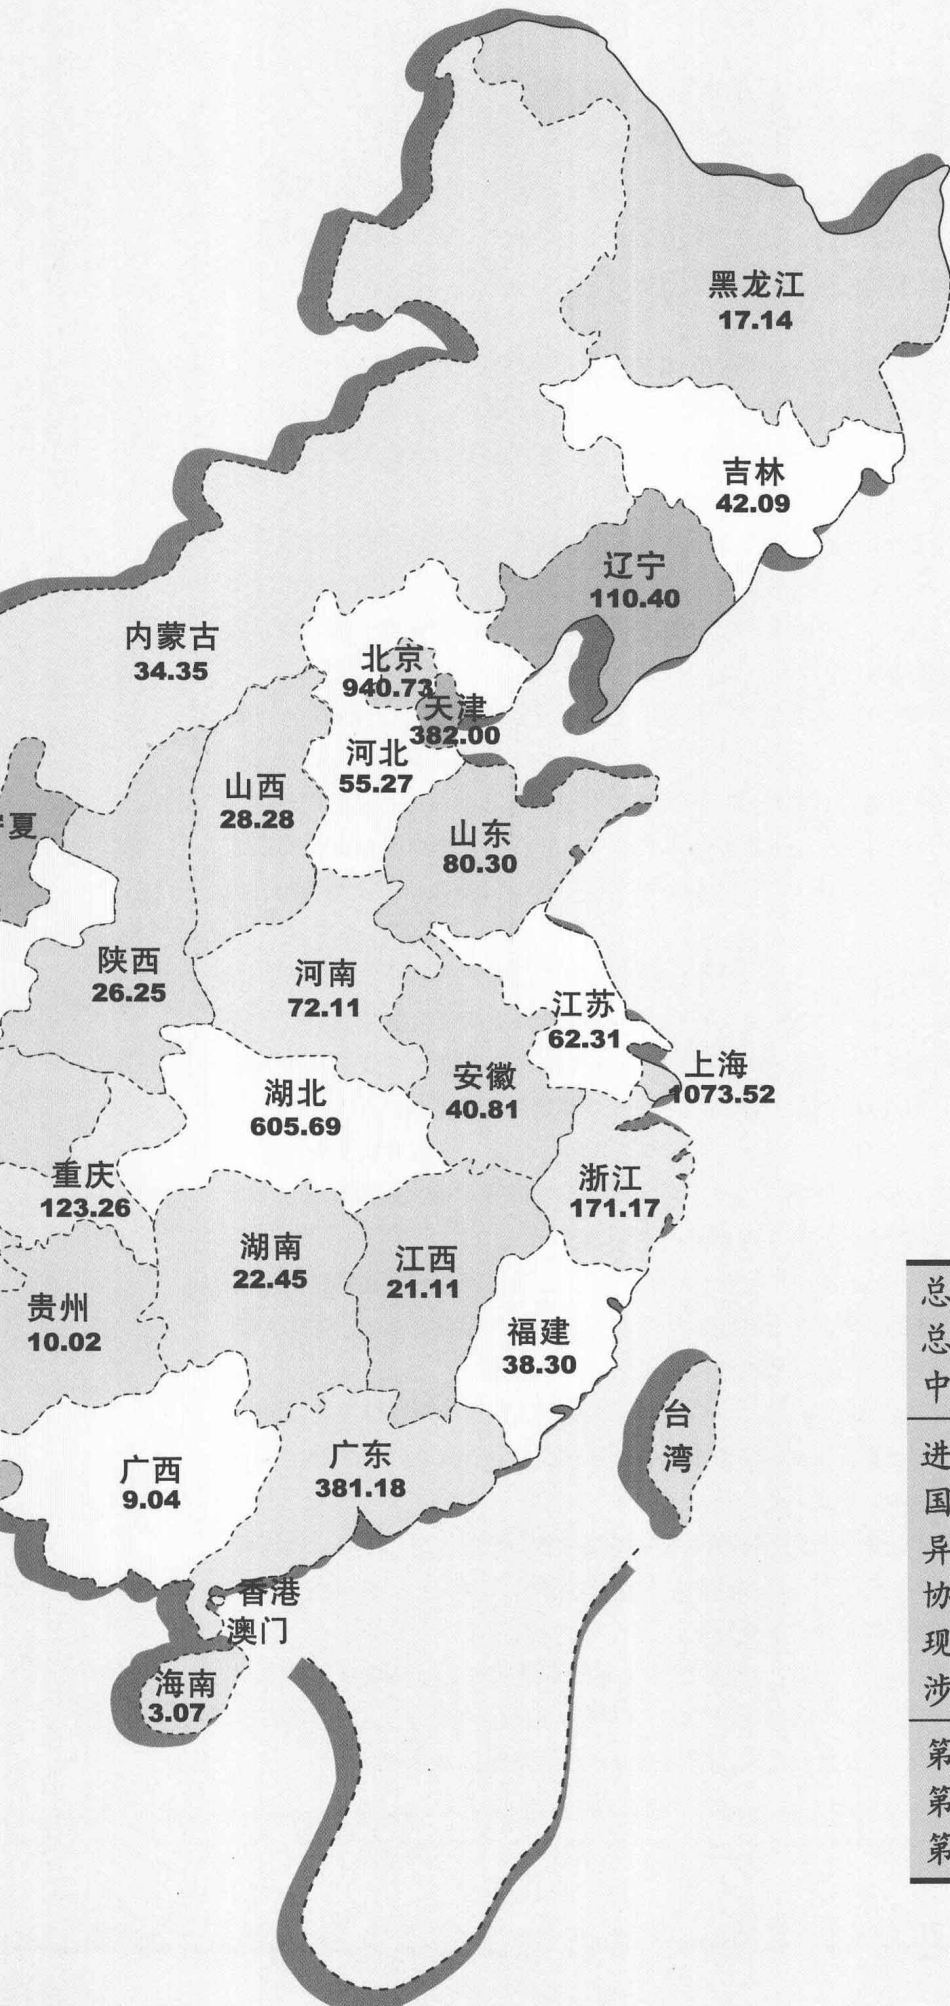 黑龙江
17.14
吉林
42.09
辽宁
110.40
内蒙古
34.35
北京
940.73
天津
382.00
河北
55.27
山西
28.28
夏
山东
80.30
陕西
26.25
河南
72.11
江苏
62.31
安徽
40.81
上海
1073.52
湖北
605.69
重庆
123.26
浙江
171.17
湖南
22.45
江西
21.11
贵州
10.02
福建
38.30
台
湾
广西
9.04
广东
381.18
香港
澳门
海南
3.07
总
总
中
进
国
异
协
现
涉
第
第
第